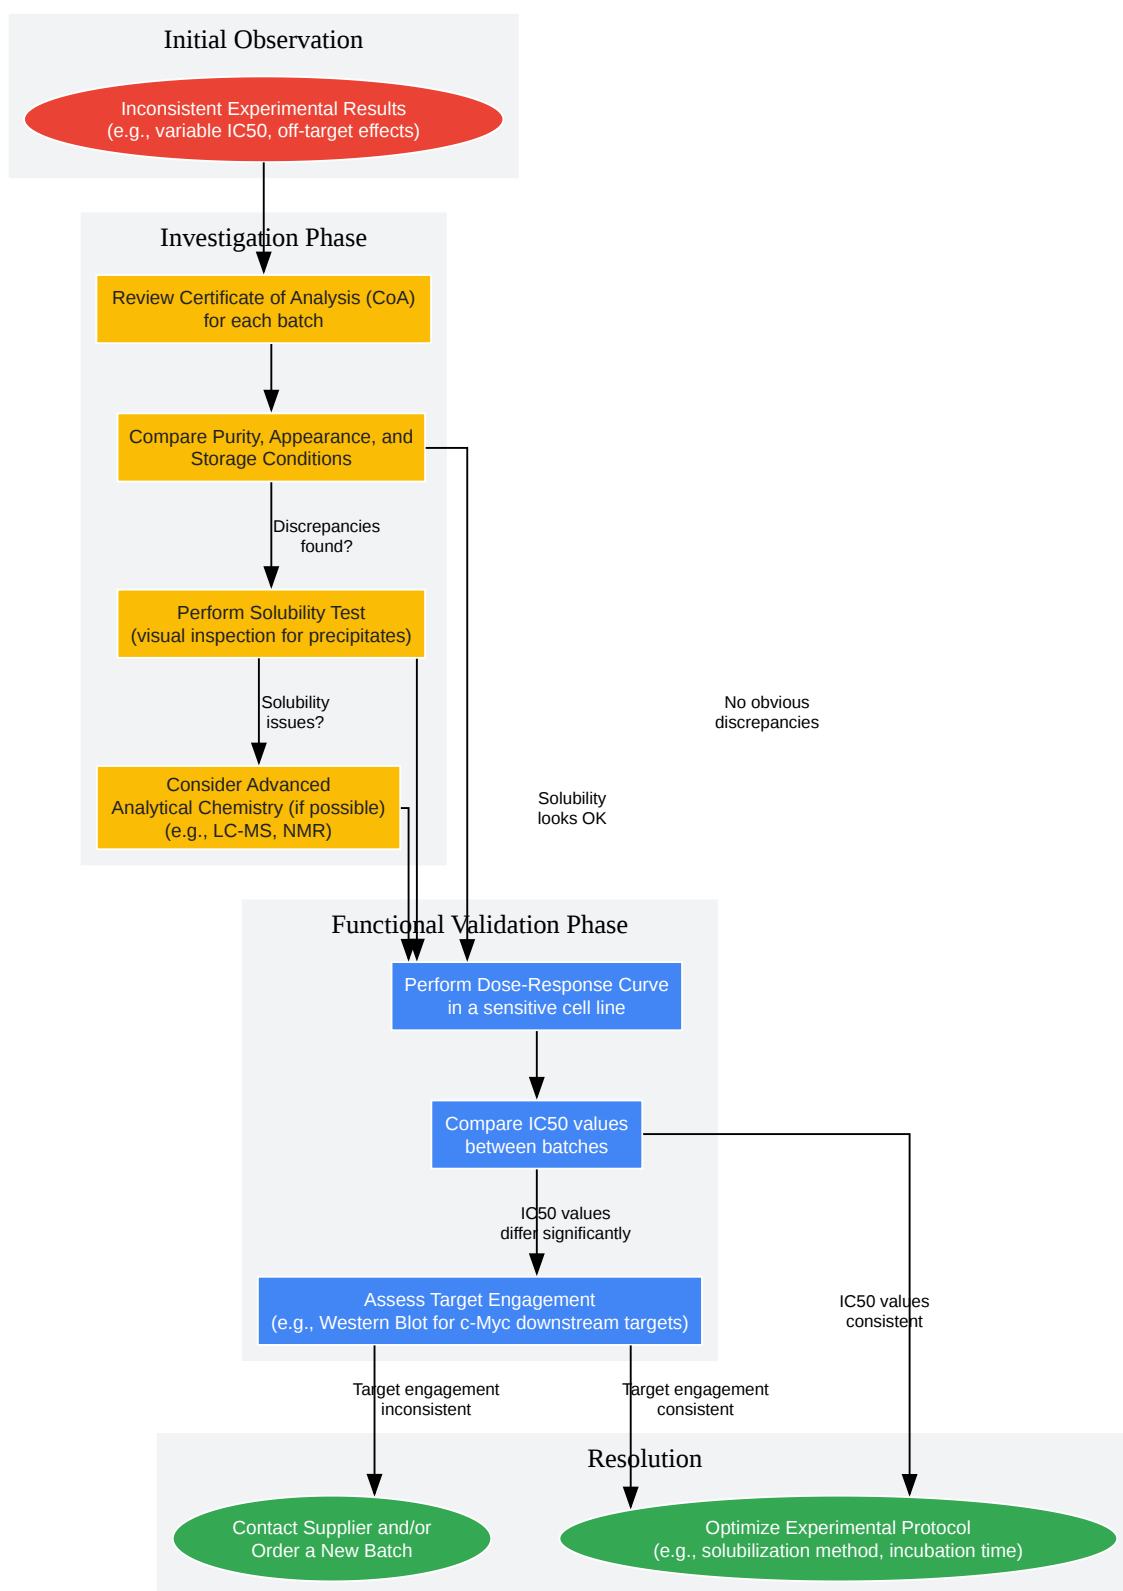 Initial Observation
Inconsistent Experimental Results
(e.g., variable IC50, off-target effects)
Investigation Phase
Review Certificate of Analysis (CoA)
for each batch
Compare Purity, Appearance, and
Storage Conditions
Discrepancies
found?
Perform Solubility Test
(visual inspection for precipitates)
Solubility
issues?
No obvious
discrepancies
Consider Advanced
Analytical Chemistry (if possible)
(e.g., LC-MS, NMR)
Solubility
looks OK
Functional Validation Phase
Perform Dose-Response Curve
in a sensitive cell line
Compare IC50 values
between batches
IC50 values
differ significantly
Assess Target Engagement
(e.g., Western Blot for c-Myc downstream targets)
IC50 values
consistent
Target engagement
inconsistent
Target engagement
consistent
Resolution
Contact Supplier and/or
Order a New Batch
Optimize Experimental Protocol
(e.g., solubilization method, incubation time)